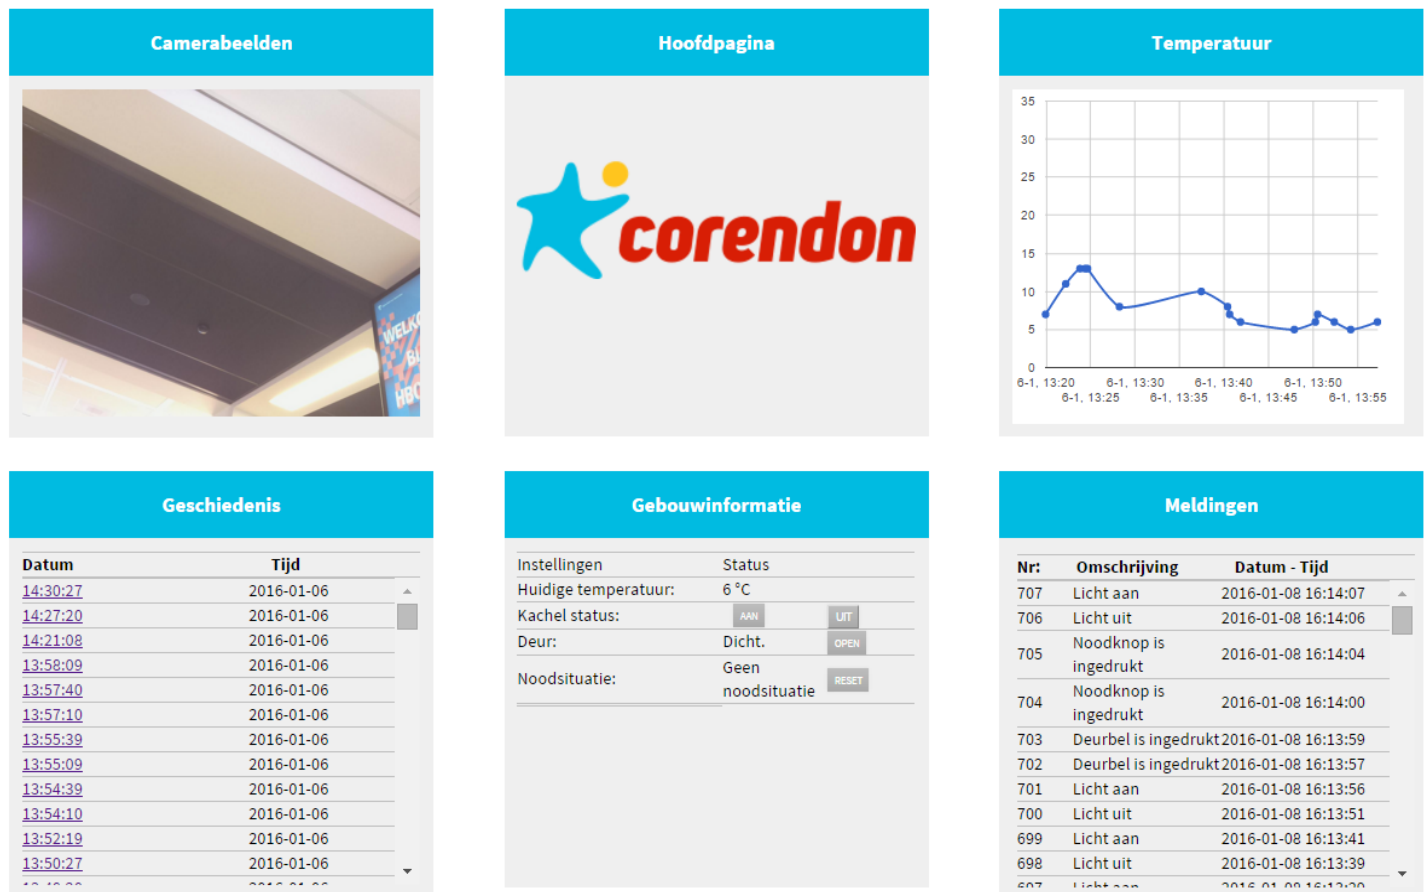 Camerabeelden
WELKO
HBO
Hoofdpagina
corendon
Temperatuur
35
30
25
20
15
10
5
0
6-1, 13:20
6-1, 13:30
6-1, 13:40
6-1, 13:50
6-1, 13:25
6-1, 13:35
6-1, 13:45
6-1, 13:55
Geschiedenis
Datum Tijd
14:30:27 2016-01-06
14:27:20 2016-01-06
14:21:08 2016-01-06
13:58:09 2016-01-06
13:57:40 2016-01-06
13:57:10 2016-01-06
13:55:39 2016-01-06
13:55:09 2016-01-06
13:54:39 2016-01-06
13:54:10 2016-01-06
13:52:19 2016-01-06
13:50:27 2016-01-06
Gebouwinformatie
Instellingen Status
Huidige temperatuur: 6 °C
Kachel status: AAN UIT
Deur: Dicht. OPEN
Noodsituatie: Geen
noodsituatie RESET
Meldingen
Nr: Omschrijving Datum - Tijd
707 Licht aan 2016-01-08 16:14:07
706 Licht uit 2016-01-08 16:14:06
705 Noodknop is
ingedrukt 2016-01-08 16:14:04
704 Noodknop is
ingedrukt 2016-01-08 16:14:00
703 Deurbel is ingedrukt 2016-01-08 16:13:59
702 Deurbel is ingedrukt 2016-01-08 16:13:57
701 Licht aan 2016-01-08 16:13:56
700 Licht uit 2016-01-08 16:13:51
699 Licht aan 2016-01-08 16:13:41
698 Licht uit 2016-01-08 16:13:39